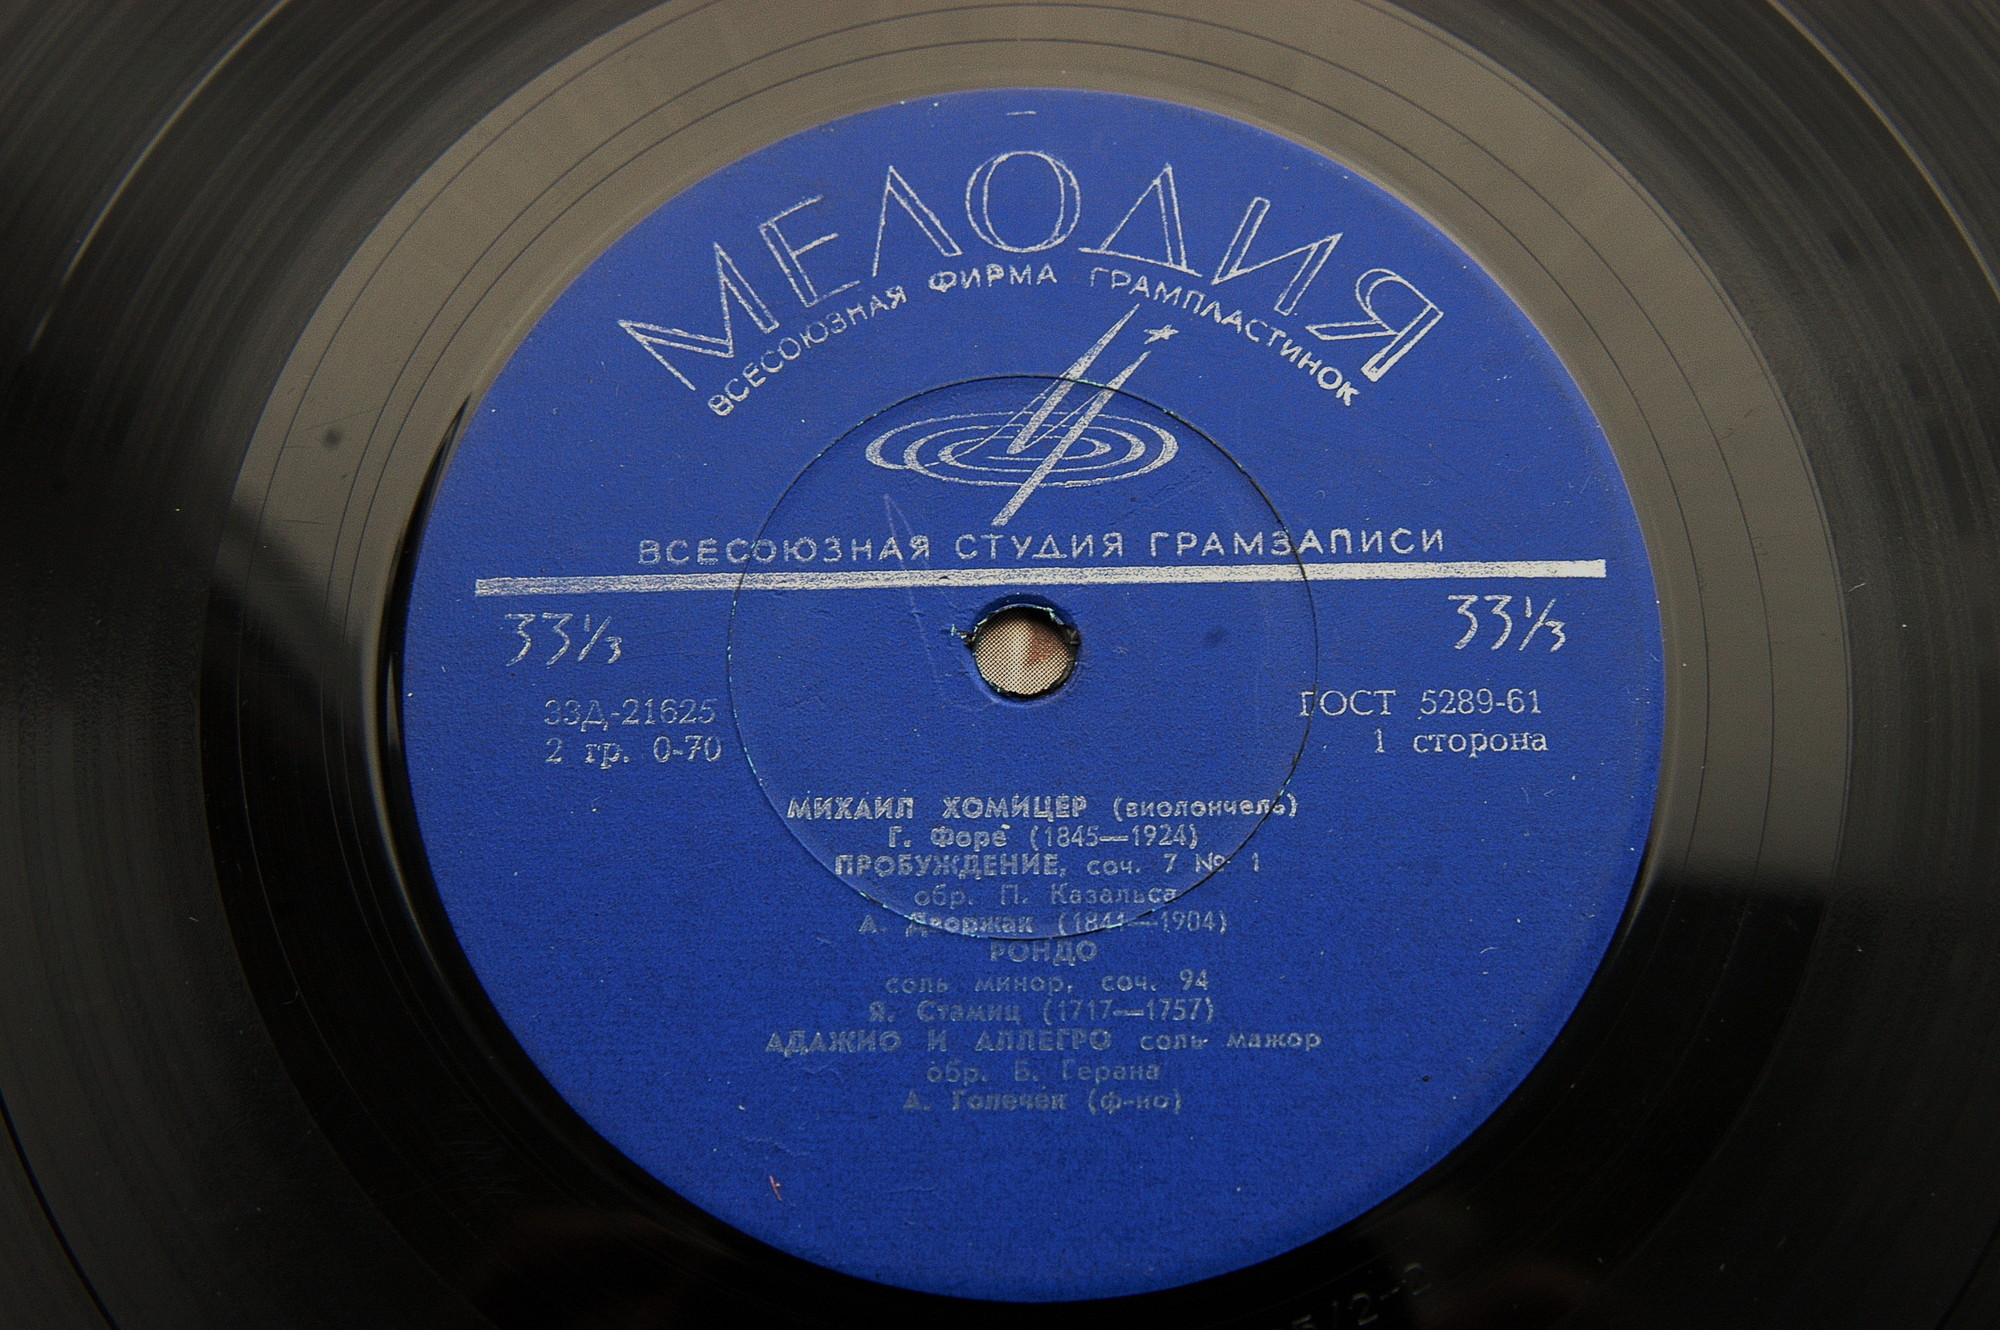 МЕЛОДИЯ
ВСЕСОЮЗНАЯ ФИРМА ГРАМПЛАСТИНОК
ВСЕСОЮЗНАЯ СТУДИЯ ГРАМЗАПИСИ
33⅓ 33⅓
33Д-21625 ГОСТ 5289-61
2 гр. 0-70 1 сторона
МИХАИЛ ХОМИЦЕР (виолончель)
Г. Форе (1845—1924)
ПРОБУЖДЕНИЕ, соч. 7 № 1
обр. П. Казальса
А. Дворжак (1841—1904)
РОНДО
соль минор, соч. 94
Я. Стамиц (1717—1757)
АДАЖИО И АЛЛЕГРО соль мажор
обр. Б. Герана
А. Голечек (ф-но)